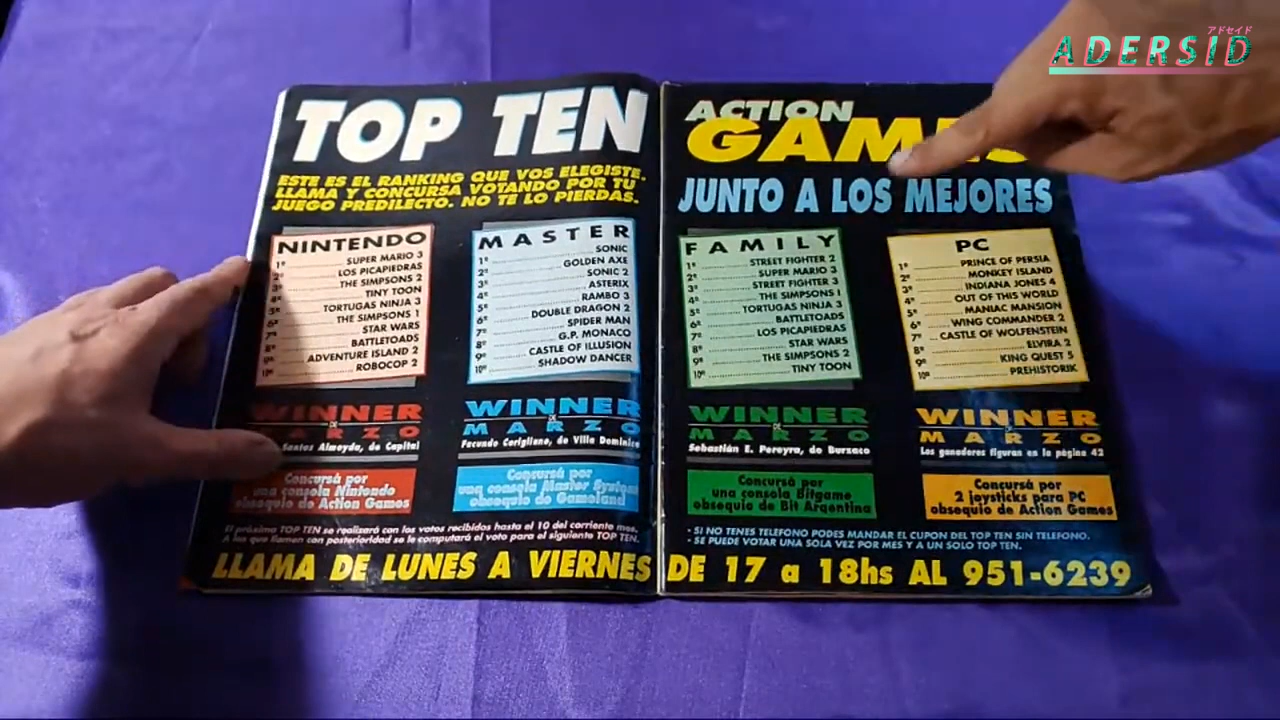 アドセイド
ADERSID
TOP TEN
ESTE ES EL RANKING QUE VOS ELEGISTE.
LLAMA Y CONCURSA VOTANDO POR TU
JUEGO PREDILECTO. NO TE LO PIERDAS.
NINTENDO
1º SUPER MARIO 3
2º LOS PICAPIEDRAS
3º THE SIMPSONS 2
4º TINY TOON
5º TORTUGAS NINJA 3
6º THE SIMPSONS 1
7º STAR WARS
8º BATTLETOADS
9º ADVENTURE ISLAND 2
10º ROBOCOP 2
WINNER
DE
MARZO
Santos Almeyda, de Capital
Concursá por
una consola Nintendo
obsequio de Action Games
MASTER
1º SONIC
2º GOLDEN AXE
3º SONIC 2
4º ASTERIX
5º RAMBO 3
6º DOUBLE DRAGON 2
7º SPIDER MAN
8º G.P. MONACO
9º CASTLE OF ILLUSION
10º SHADOW DANCER
WINNER
DE
MARZO
Facundo Corigliano, de Villa Dominico
Concursá por
una consola Master System
obsequio de Gameland
El próximo TOP TEN se realizará con los votos recibidos hasta el 10 del corriente mes.
A los que llamen con posterioridad se le computará el voto para el siguiente TOP TEN.
LLAMA DE LUNES A VIERNES
ACTION
GAMES
JUNTO A LOS MEJORES
FAMILY
1º STREET FIGHTER 2
2º SUPER MARIO 3
3º STREET FIGHTER 3
4º THE SIMPSONS I
5º TORTUGAS NINJA 3
6º BATTLETOADS
7º LOS PICAPIEDRAS
8º STAR WARS
9º THE SIMPSONS 2
10º TINY TOON
WINNER
DE
MARZO
Sebastián E. Pereyra, de Burzaco
Concursá por
una consola Bitgame
obsequio de Bit Argentina
PC
1º PRINCE OF PERSIA
2º MONKEY ISLAND
3º INDIANA JONES 4
4º OUT OF THIS WORLD
5º MANIAC MANSION
6º WING COMMANDER 2
7º CASTLE OF WOLFENSTEIN
8º ELVIRA 2
9º KING QUEST 5
10º PREHISTORIK
WINNER
DE
MARZO
Los ganadores figuran en la página 42
Concursá por
2 joysticks para PC
obsequio de Action Games
- SI NO TENES TELEFONO PODES MANDAR EL CUPON DEL TOP TEN SIN TELEFONO.
- SE PUEDE VOTAR UNA SOLA VEZ POR MES Y A UN SOLO TOP TEN.
DE 17 a 18hs AL 951-6239